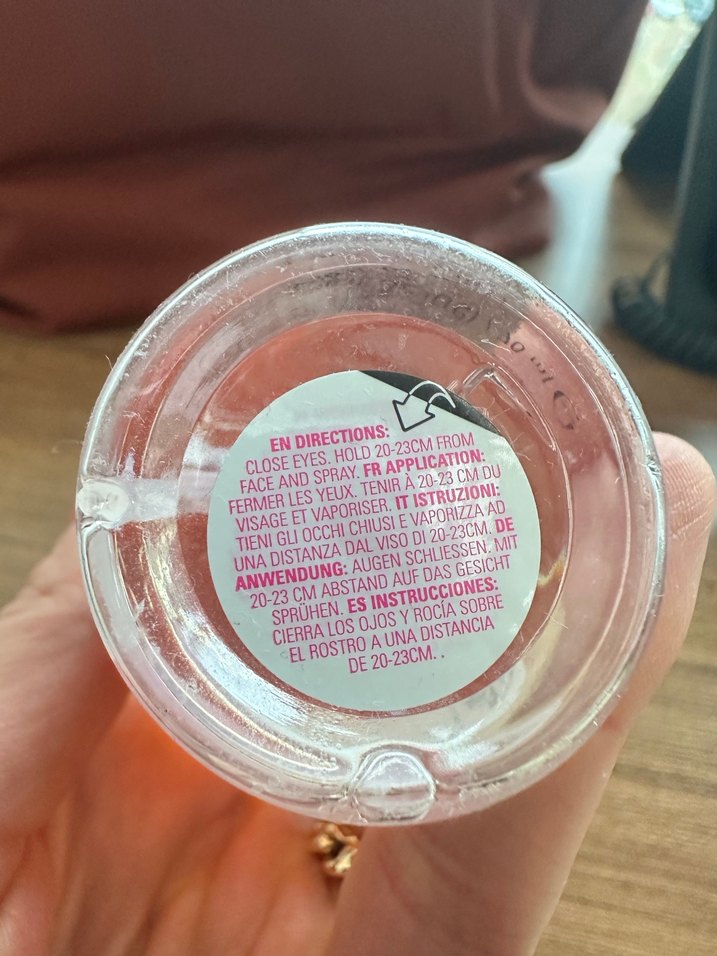 EN DIRECTIONS:
CLOSE EYES. HOLD 20-23CM FROM
FACE AND SPRAY. FR APPLICATION:
FERMER LES YEUX. TENIR À 20-23 CM DU
VISAGE ET VAPORISER. IT ISTRUZIONI:
TIENI GLI OCCHI CHIUSI E VAPORIZZA AD
UNA DISTANZA DAL VISO DI 20-23CM. DE
ANWENDUNG: AUGEN SCHLIESSEN. MIT
20-23 CM ABSTAND AUF DAS GESICHT
SPRÜHEN. ES INSTRUCCIONES:
CIERRA LOS OJOS Y ROCÍA SOBRE
EL ROSTRO A UNA DISTANCIA
DE 20-23CM. .